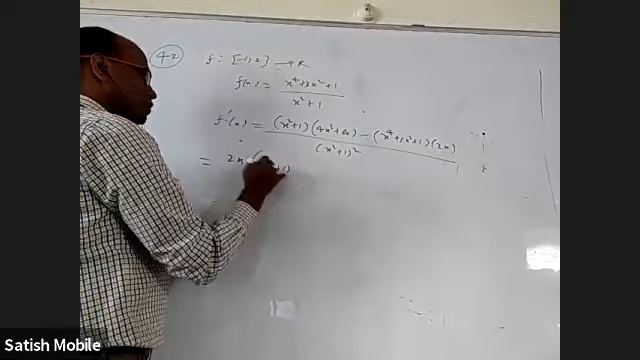 42 f: [-1, 2] → R
f(x) = x⁴+3x²+1 / x²+1
f'(x) = (x²+1)(4x³+6x) - (x⁴+3x²+1)(2x) / (x²+1)²
= 2x (
Satish Mobile